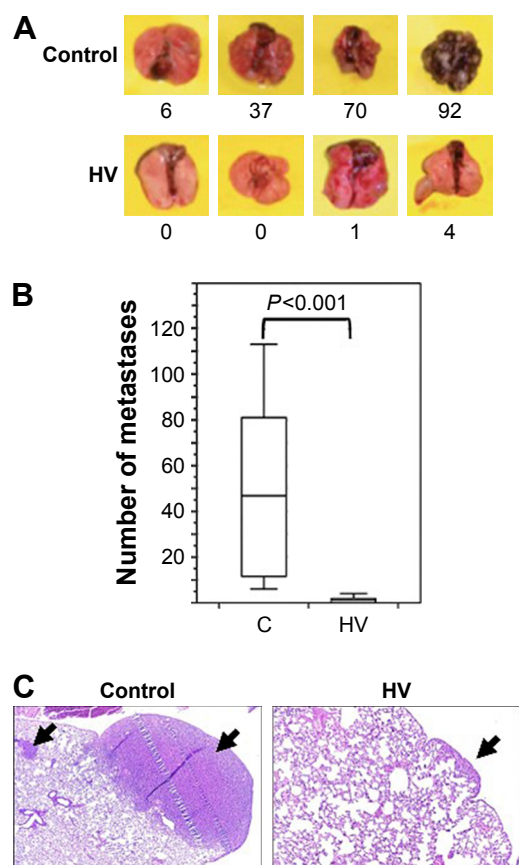 A
Control
6 37 70 92
HV
0 0 1 4
B
P<0.001
Number of metastases
120
100
80
60
40
20
C HV
C
Control HV